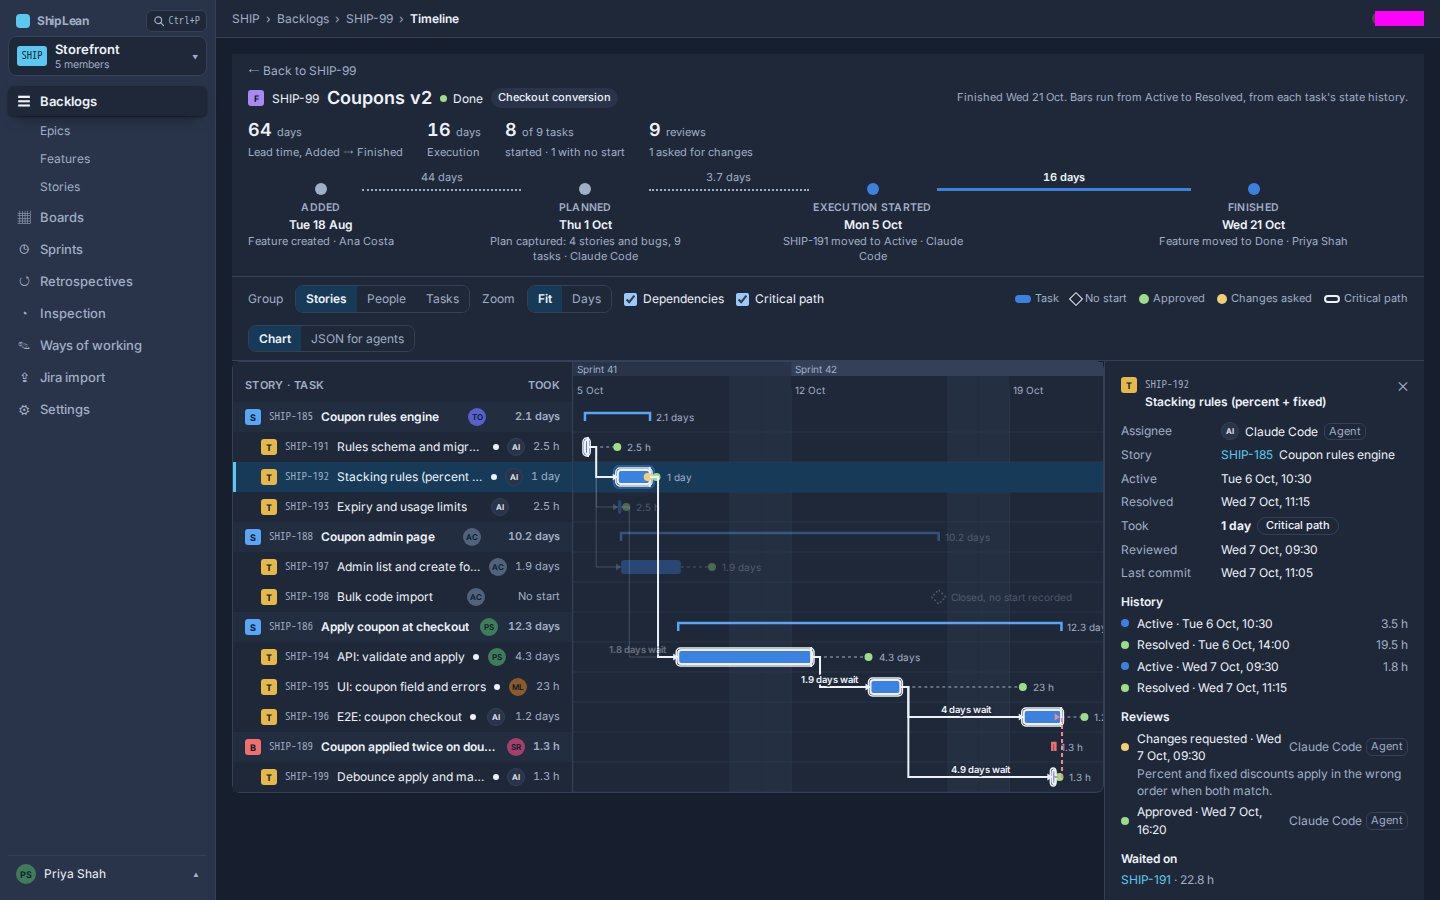 ShipLean
Ctrl+P
SHIP
Storefront
5 members
Backlogs
Epics
Features
Stories
Boards
Sprints
Retrospectives
Inspection
Ways of working
Jira import
Settings
PS Priya Shah
SHIP › Backlogs › SHIP-99 › Timeline
← Back to SHIP-99
F SHIP-99 Coupons v2 Done Checkout conversion
Finished Wed 21 Oct. Bars run from Active to Resolved, from each task's state history.
64 days
Lead time, Added → Finished
16 days
Execution
8 of 9 tasks
started · 1 with no start
9 reviews
1 asked for changes
44 days
3.7 days
16 days
ADDED
Tue 18 Aug
Feature created · Ana Costa
PLANNED
Thu 1 Oct
Plan captured: 4 stories and bugs, 9
tasks · Claude Code
EXECUTION STARTED
Mon 5 Oct
SHIP-191 moved to Active · Claude
Code
FINISHED
Wed 21 Oct
Feature moved to Done · Priya Shah
Group Stories People Tasks Zoom Fit Days Dependencies Critical path
Task No start Approved Changes asked Critical path
Chart JSON for agents
STORY · TASK TOOK
Sprint 41 Sprint 42
5 Oct 12 Oct 19 Oct
S SHIP-185 Coupon rules engine TO 2.1 days 2.1 days
T SHIP-191 Rules schema and migr... AI 2.5 h 2.5 h
T SHIP-192 Stacking rules (percent ... AI 1 day 1 day
T SHIP-193 Expiry and usage limits AI 2.5 h 2.5 h
S SHIP-188 Coupon admin page AC 10.2 days 10.2 days
T SHIP-197 Admin list and create fo... AC 1.9 days 1.9 days
T SHIP-198 Bulk code import AC No start Closed, no start recorded
S SHIP-186 Apply coupon at checkout PS 12.3 days 12.3 day
T SHIP-194 API: validate and apply PS 4.3 days 1.8 days wait 4.3 days
T SHIP-195 UI: coupon field and errors ML 23 h 1.9 days wait 23 h
T SHIP-196 E2E: coupon checkout AI 1.2 days 4 days wait 1.2
B SHIP-189 Coupon applied twice on dou... SR 1.3 h 1.3 h
T SHIP-199 Debounce apply and ma... AI 1.3 h 4.9 days wait 1.3 h
T SHIP-192
Stacking rules (percent + fixed)
Assignee AI Claude Code Agent
Story SHIP-185 Coupon rules engine
Active Tue 6 Oct, 10:30
Resolved Wed 7 Oct, 11:15
Took 1 day Critical path
Reviewed Wed 7 Oct, 09:30
Last commit Wed 7 Oct, 11:05
History
Active · Tue 6 Oct, 10:30 3.5 h
Resolved · Tue 6 Oct, 14:00 19.5 h
Active · Wed 7 Oct, 09:30 1.8 h
Resolved · Wed 7 Oct, 11:15
Reviews
Changes requested · Wed
7 Oct, 09:30 Claude Code Agent
Percent and fixed discounts apply in the wrong
order when both match.
Approved · Wed 7 Oct,
16:20 Claude Code Agent
Waited on
SHIP-191 · 22.8 h